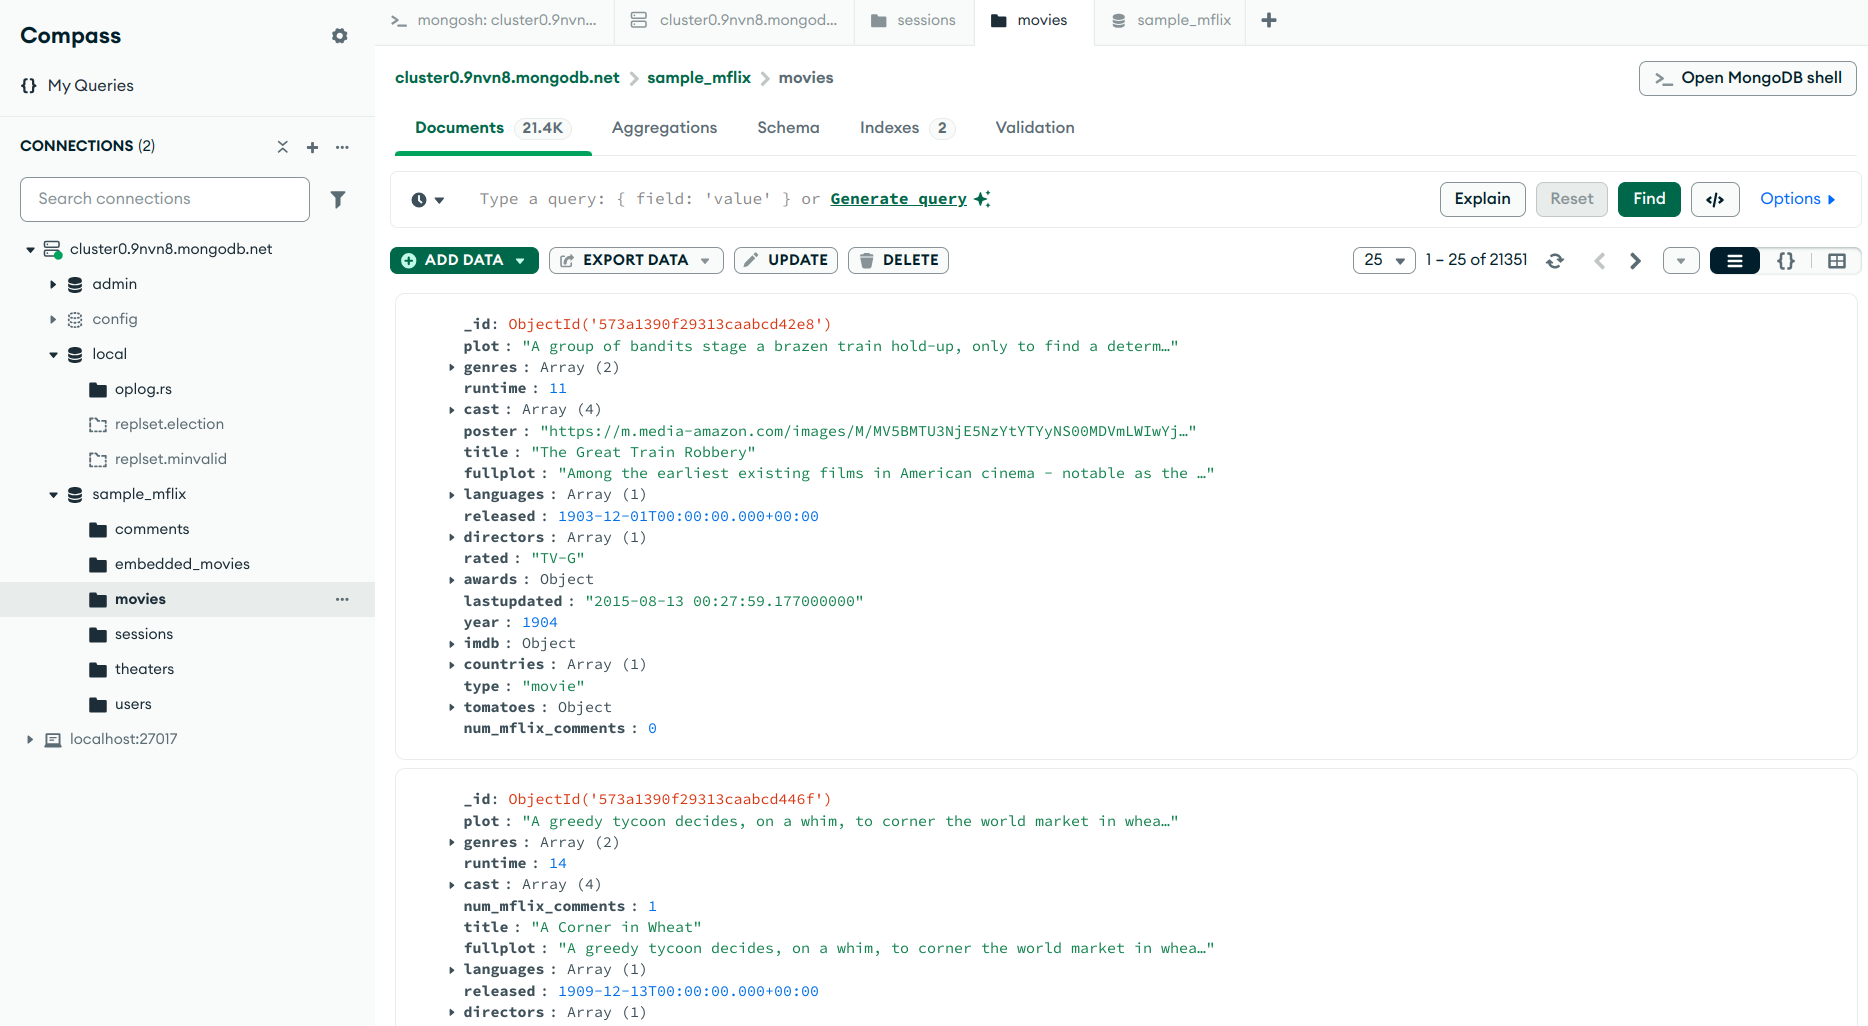 Compass
My Queries
CONNECTIONS (2)
Search connections
cluster0.9nvn8.mongodb.net
admin
config
local
oplog.rs
replset.election
replset.minvalid
sample_mflix
comments
embedded_movies
movies
sessions
theaters
users
localhost:27017
mongosh: cluster0.9nvn...
cluster0.9nvn8.mongod...
sessions
movies
sample_mflix
cluster0.9nvn8.mongodb.net > sample_mflix > movies
>_ Open MongoDB shell
Documents 21.4K Aggregations Schema Indexes 2 Validation
Type a query: { field: 'value' } or Generate query
Explain Reset Find </> Options
ADD DATA EXPORT DATA UPDATE DELETE
25 1 – 25 of 21351 {}
_id: ObjectId('573a1390f29313caabcd42e8')
plot : "A group of bandits stage a brazen train hold-up, only to find a determ…"
genres : Array (2)
runtime : 11
cast : Array (4)
poster : "https://m.media-amazon.com/images/M/MV5BMTU3NjE5NzYtYTYyNS00MDVmLWIwYj…"
title : "The Great Train Robbery"
fullplot : "Among the earliest existing films in American cinema - notable as the …"
languages : Array (1)
released : 1903-12-01T00:00:00.000+00:00
directors : Array (1)
rated : "TV-G"
awards : Object
lastupdated : "2015-08-13 00:27:59.177000000"
year : 1904
imdb : Object
countries : Array (1)
type : "movie"
tomatoes : Object
num_mflix_comments : 0
_id: ObjectId('573a1390f29313caabcd446f')
plot : "A greedy tycoon decides, on a whim, to corner the world market in whea…"
genres : Array (2)
runtime : 14
cast : Array (4)
num_mflix_comments : 1
title : "A Corner in Wheat"
fullplot : "A greedy tycoon decides, on a whim, to corner the world market in whea…"
languages : Array (1)
released : 1909-12-13T00:00:00.000+00:00
directors : Array (1)